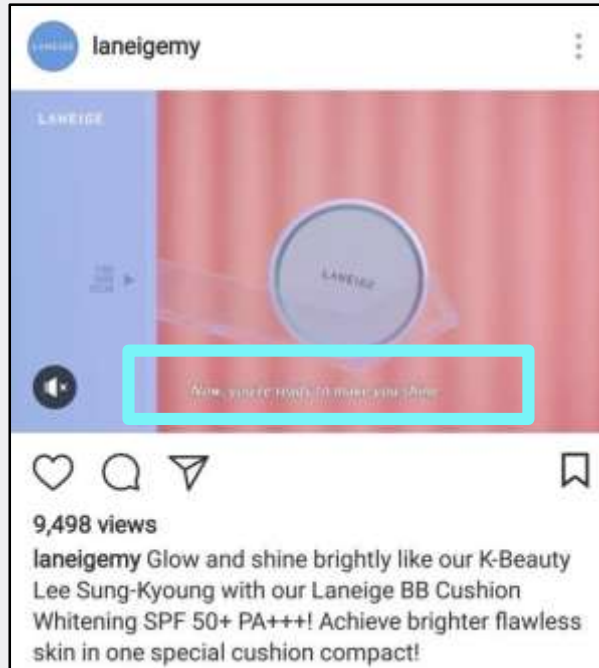 LANEIGE
laneigemy
LANEIGE
LANEIGE
Now, you're ready to make you shine
9,498 views
laneigemy Glow and shine brightly like our K-Beauty
Lee Sung-Kyoung with our Laneige BB Cushion
Whitening SPF 50+ PA+++! Achieve brighter flawless
skin in one special cushion compact!